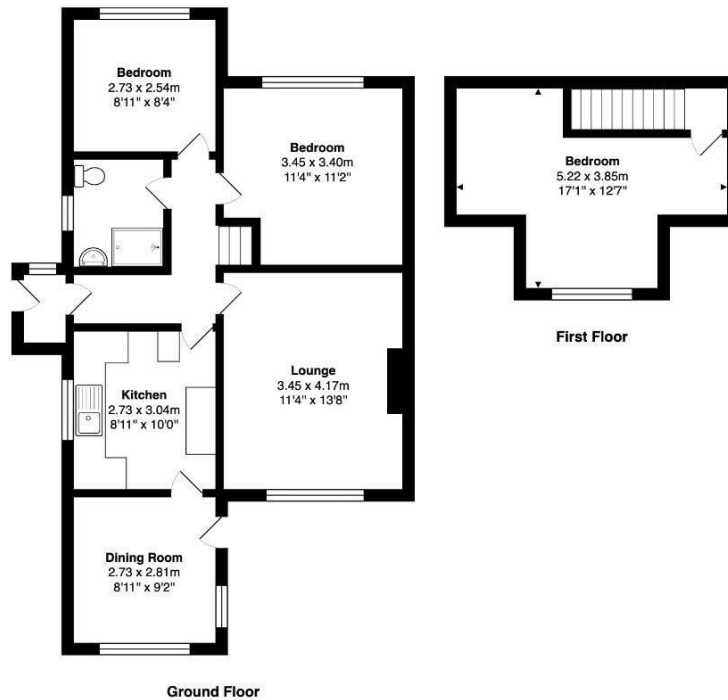 Bedroom
2.73 x 2.54m
8'11" x 8'4"
Bedroom
3.45 x 3.40m
11'4" x 11'2"
Bedroom
5.22 x 3.85m
17'1" x 12'7"
First Floor
Lounge
3.45 x 4.17m
11'4" x 13'8"
Kitchen
2.73 x 3.04m
8'11" x 10'0"
Dining Room
2.73 x 2.81m
8'11" x 9'2"
Ground Floor